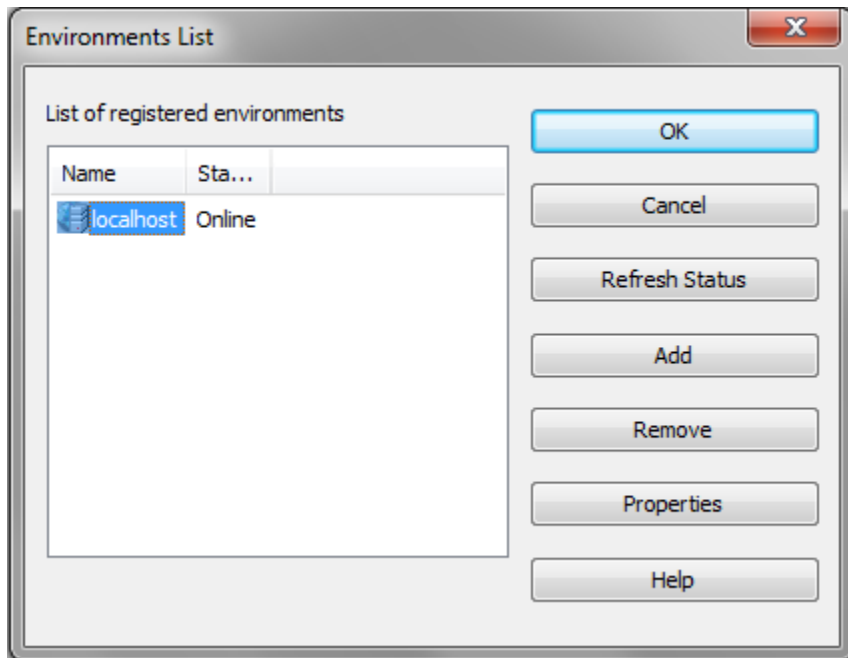 Environments List
List of registered environments
Name Sta...
localhost Online
OK
Cancel
Refresh Status
Add
Remove
Properties
Help